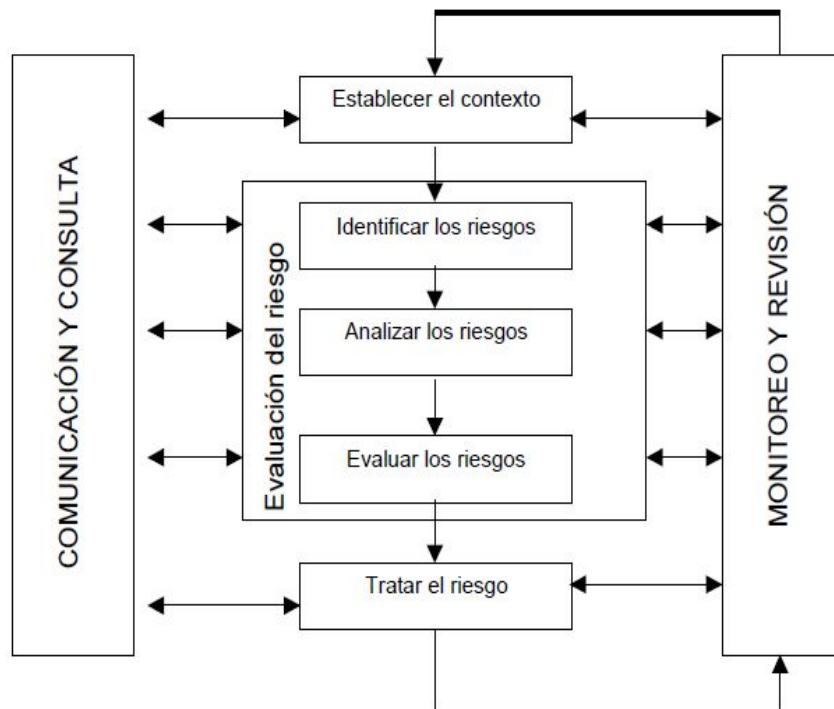 COMUNICACIÓN Y CONSULTA
Establecer el contexto
Evaluación del riesgo
Identificar los riesgos
Analizar los riesgos
Evaluar los riesgos
Tratar el riesgo
MONITOREO Y REVISIÓN